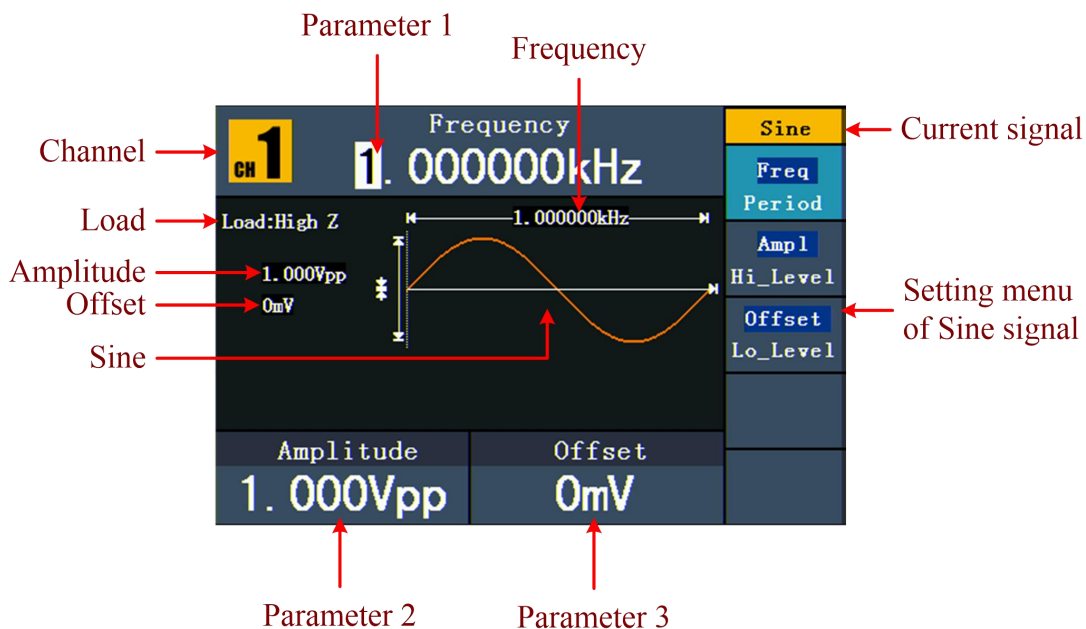 Parameter 1
Frequency
Channel
CH 1
Frequency
1. 000000kHz
Sine
Current signal
Freq
Period
Load
Load:High Z
1.000000kHz
Amplitude
1.000Vpp
Offset
0mV
Ampl
Hi_Level
Offset
Lo_Level
Setting menu
of Sine signal
Sine
Amplitude
1. 000Vpp
Offset
0mV
Parameter 2
Parameter 3